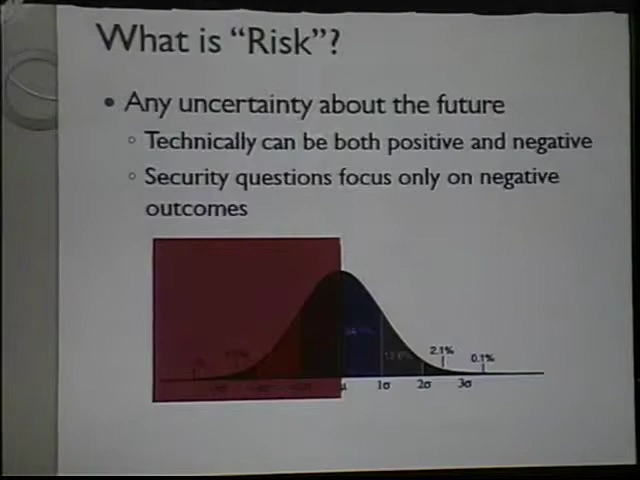 What is “Risk”?
• Any uncertainty about the future
◦ Technically can be both positive and negative
◦ Security questions focus only on negative
outcomes
2.1%
0.1%
μ 1σ 2σ 3σ